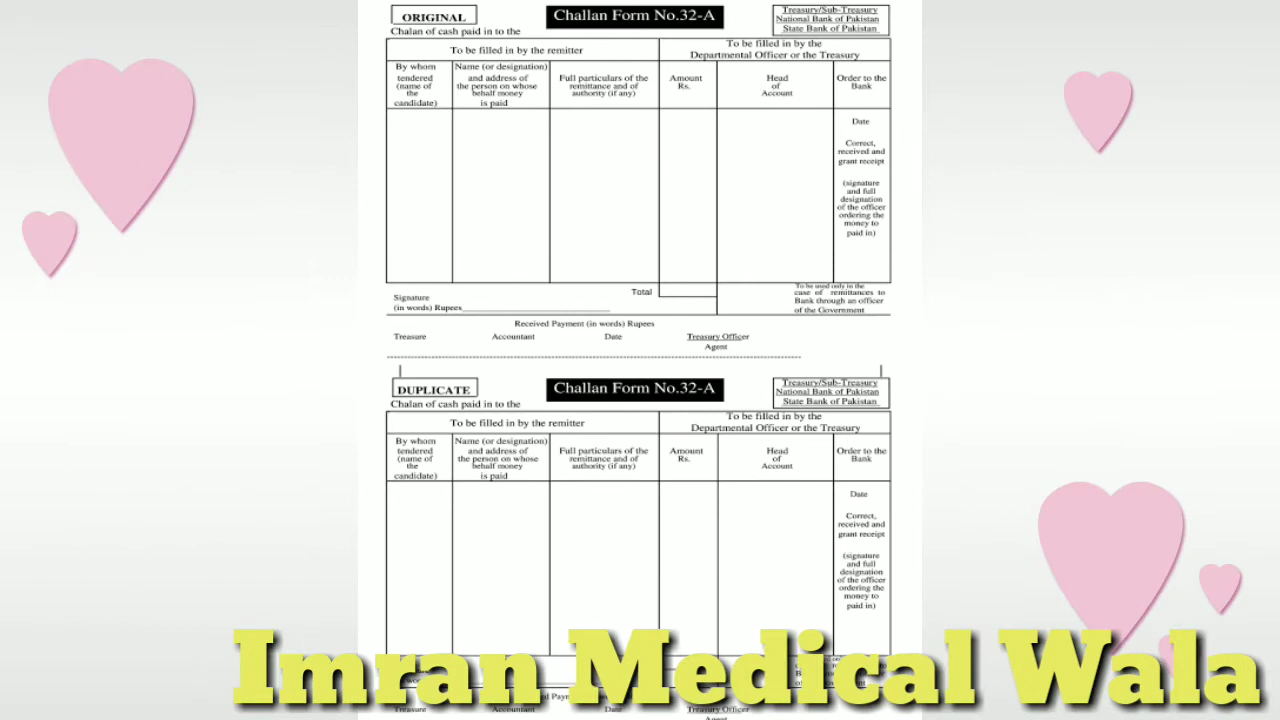 ORIGINAL
Challan Form No.32-A
Treasury/Sub-Treasury
National Bank of Pakistan
State Bank of Pakistan
Chalan of cash paid in to the
To be filled in by the remitter
To be filled in by the
Departmental Officer or the Treasury
By whom
tendered
(name of
the
candidate)
Name (or designation)
and address of
the person on whose
behalf money
is paid
Full particulars of the
remittance and of
authority (if any)
Amount
Rs.
Head
of
Account
Order to the
Bank
Date
Correct,
received and
grant receipt
(signature
and full
designation
of the officer
ordering the
money to
paid in)
Total
Signature
(in words) Rupees
To be used only in the
case of remittances to
Bank through an officer
of the Government
Received Payment (in words) Rupees
Treasure Accountant Date Treasury Officer
Agent
DUPLICATE
Challan Form No.32-A
Treasury/Sub-Treasury
National Bank of Pakistan
State Bank of Pakistan
Chalan of cash paid in to the
To be filled in by the remitter
To be filled in by the
Departmental Officer or the Treasury
By whom
tendered
(name of
the
candidate)
Name (or designation)
and address of
the person on whose
behalf money
is paid
Full particulars of the
remittance and of
authority (if any)
Amount
Rs.
Head
of
Account
Order to the
Bank
Date
Correct,
received and
grant receipt
(signature
and full
designation
of the officer
ordering the
money to
paid in)
Imran Medical Wala
Treasure Accountant Date Treasury Officer
Agent